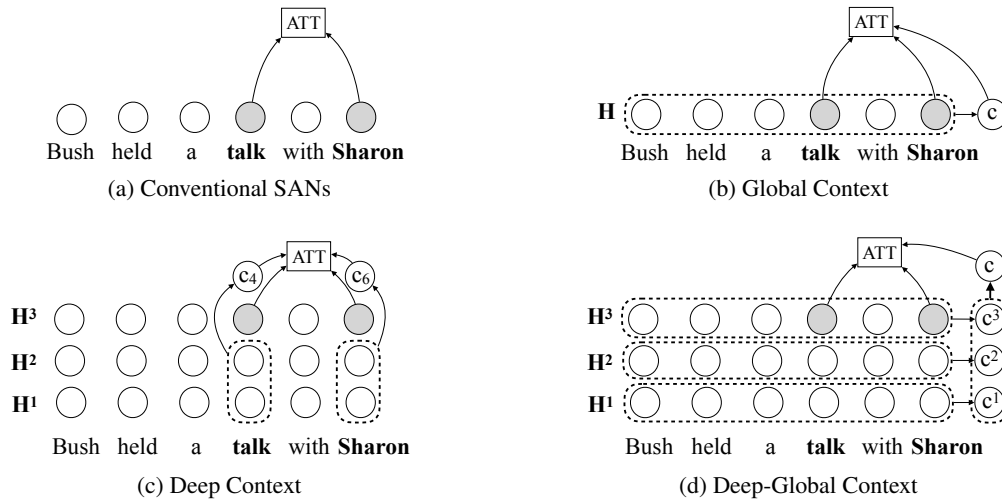 ATT
Bush held a talk with Sharon
(a) Conventional SANs
ATT
H
c
Bush held a talk with Sharon
(b) Global Context
ATT
c₄
c₆
H³
H²
H¹
Bush held a talk with Sharon
(c) Deep Context
ATT
c
H³
c³
H²
c²
H¹
c¹
Bush held a talk with Sharon
(d) Deep-Global Context